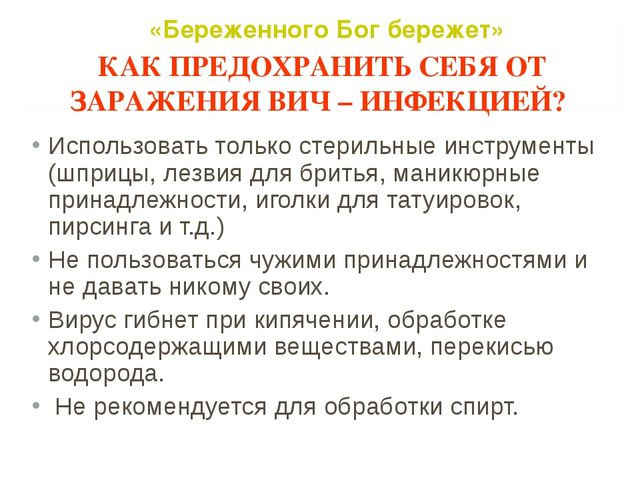 «Береженного Бог бережет»
КАК ПРЕДОХРАНИТЬ СЕБЯ ОТ
ЗАРАЖЕНИЯ ВИЧ – ИНФЕКЦИЕЙ?
• Использовать только стерильные инструменты
(шприцы, лезвия для бритья, маникюрные
принадлежности, иголки для татуировок,
пирсинга и т.д.)
• Не пользоваться чужими принадлежностями и
не давать никому своих.
• Вирус гибнет при кипячении, обработке
хлорсодержащими веществами, перекисью
водорода.
• Не рекомендуется для обработки спирт.